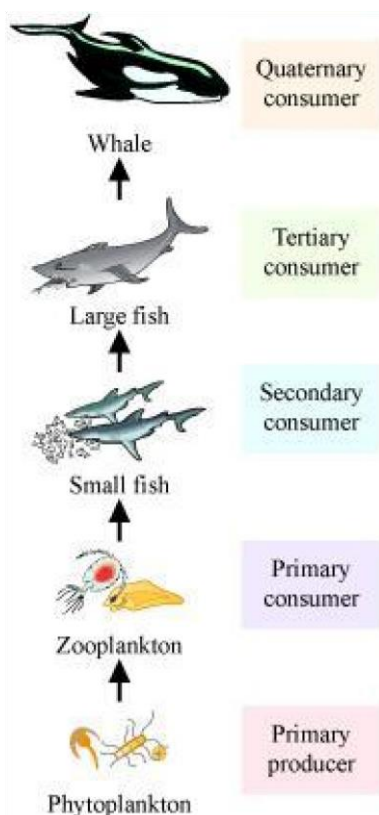 Quaternary
consumer
Whale
Tertiary
consumer
Large fish
Secondary
consumer
Small fish
Primary
consumer
Zooplankton
Primary
producer
Phytoplankton